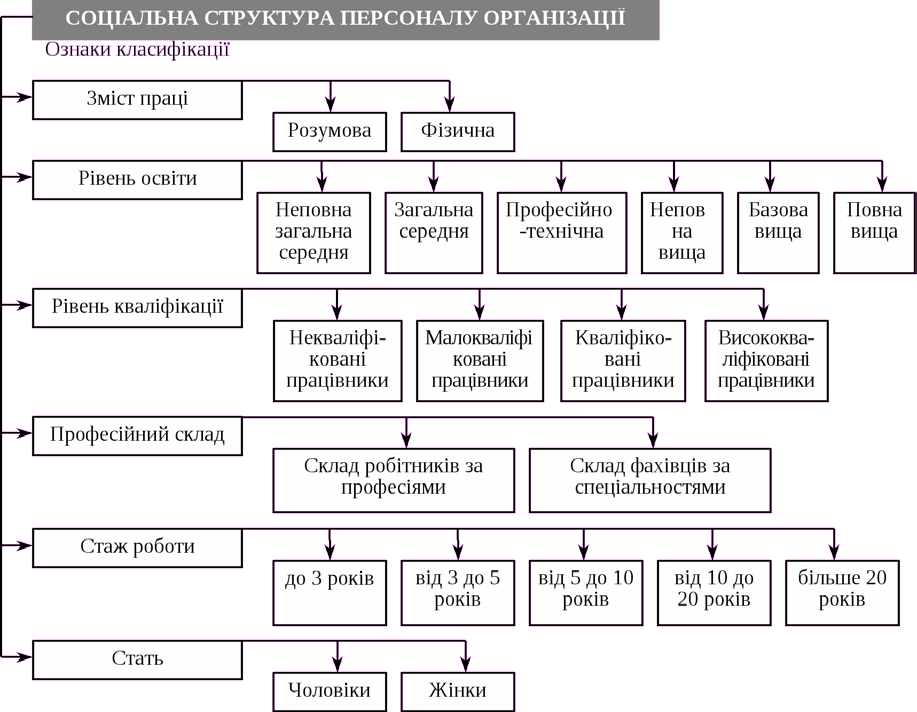 СОЦІАЛЬНА СТРУКТУРА ПЕРСОНАЛУ ОРГАНІЗАЦІЇ
Ознаки класифікації
Зміст праці
Розумова
Фізична
Рівень освіти
Неповна
загальна
середня
Загальна
середня
Професійно
-технічна
Непов
на
вища
Базова
вища
Повна
вища
Рівень кваліфікації
Некваліфі-
ковані
працівники
Малокваліфі
ковані
працівники
Кваліфіко-
вані
працівники
Висококва-
ліфіковані
працівники
Професійний склад
Склад робітників за
професіями
Склад фахівців за
спеціальностями
Стаж роботи
до 3 років
від 3 до 5
років
від 5 до 10
років
від 10 до
20 років
більше 20
років
Стать
Чоловіки
Жінки